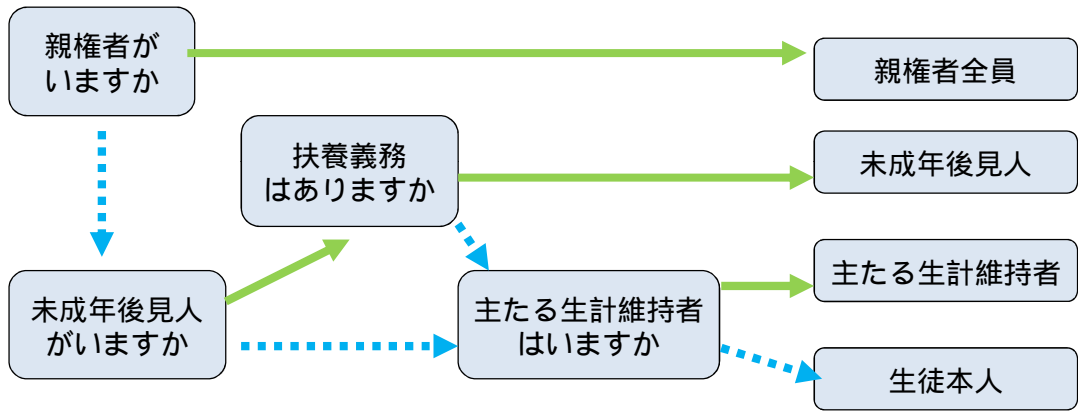 親権者が
いますか
親権者全員
扶養義務
はありますか
未成年後見人
未成年後見人
がいますか
主たる生計維持者
はいますか
主たる生計維持者
生徒本人